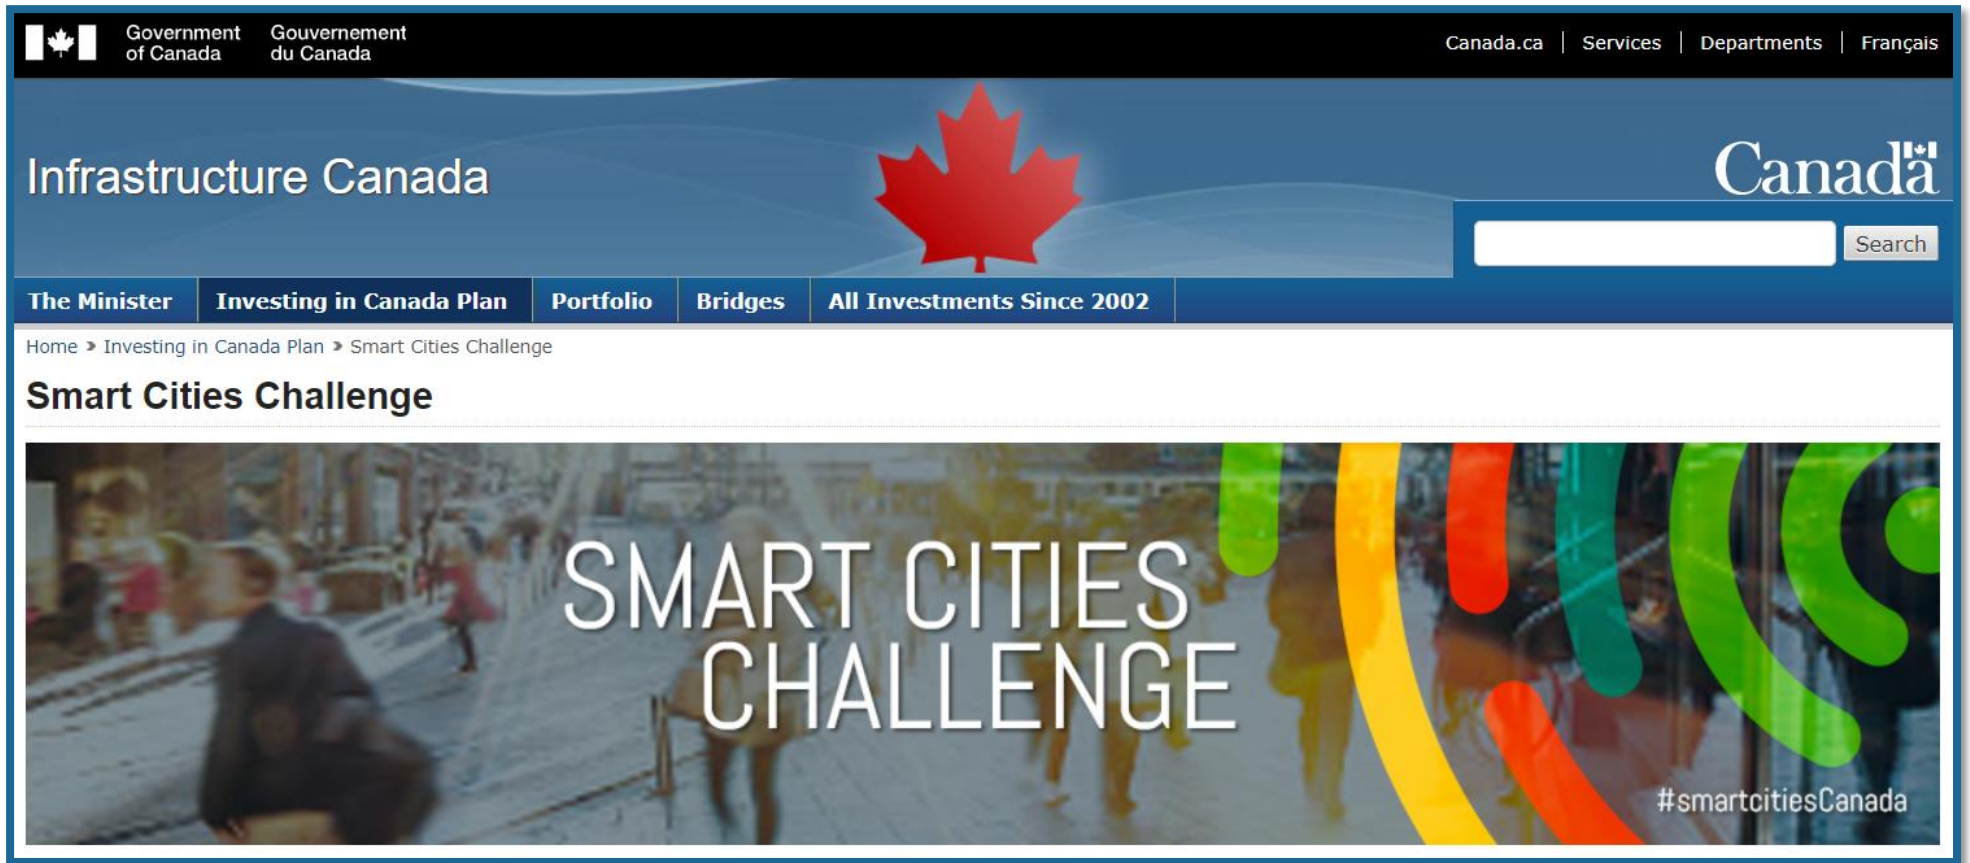 Government of Canada
Gouvernement du Canada
Canada.ca | Services | Departments | Français
Infrastructure Canada
Canada
Search
The Minister Investing in Canada Plan Portfolio Bridges All Investments Since 2002
Home » Investing in Canada Plan » Smart Cities Challenge
Smart Cities Challenge
SMART CITIES
CHALLENGE
#smartcitiesCanada